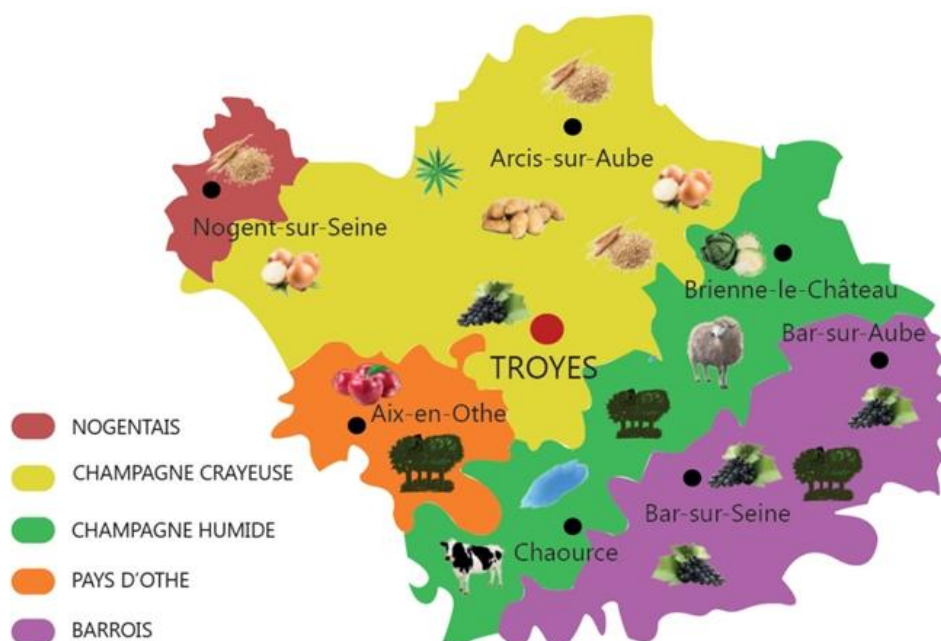 Arcis-sur-Aube
Nogent-sur-Seine
Brienne-le-Château
Bar-sur-Aube
TROYES
Aix-en-Othe
Bar-sur-Seine
Chaource
NOGENTAIS
CHAMPAGNE CRAYEUSE
CHAMPAGNE HUMIDE
PAYS D'OTHE
BARROIS